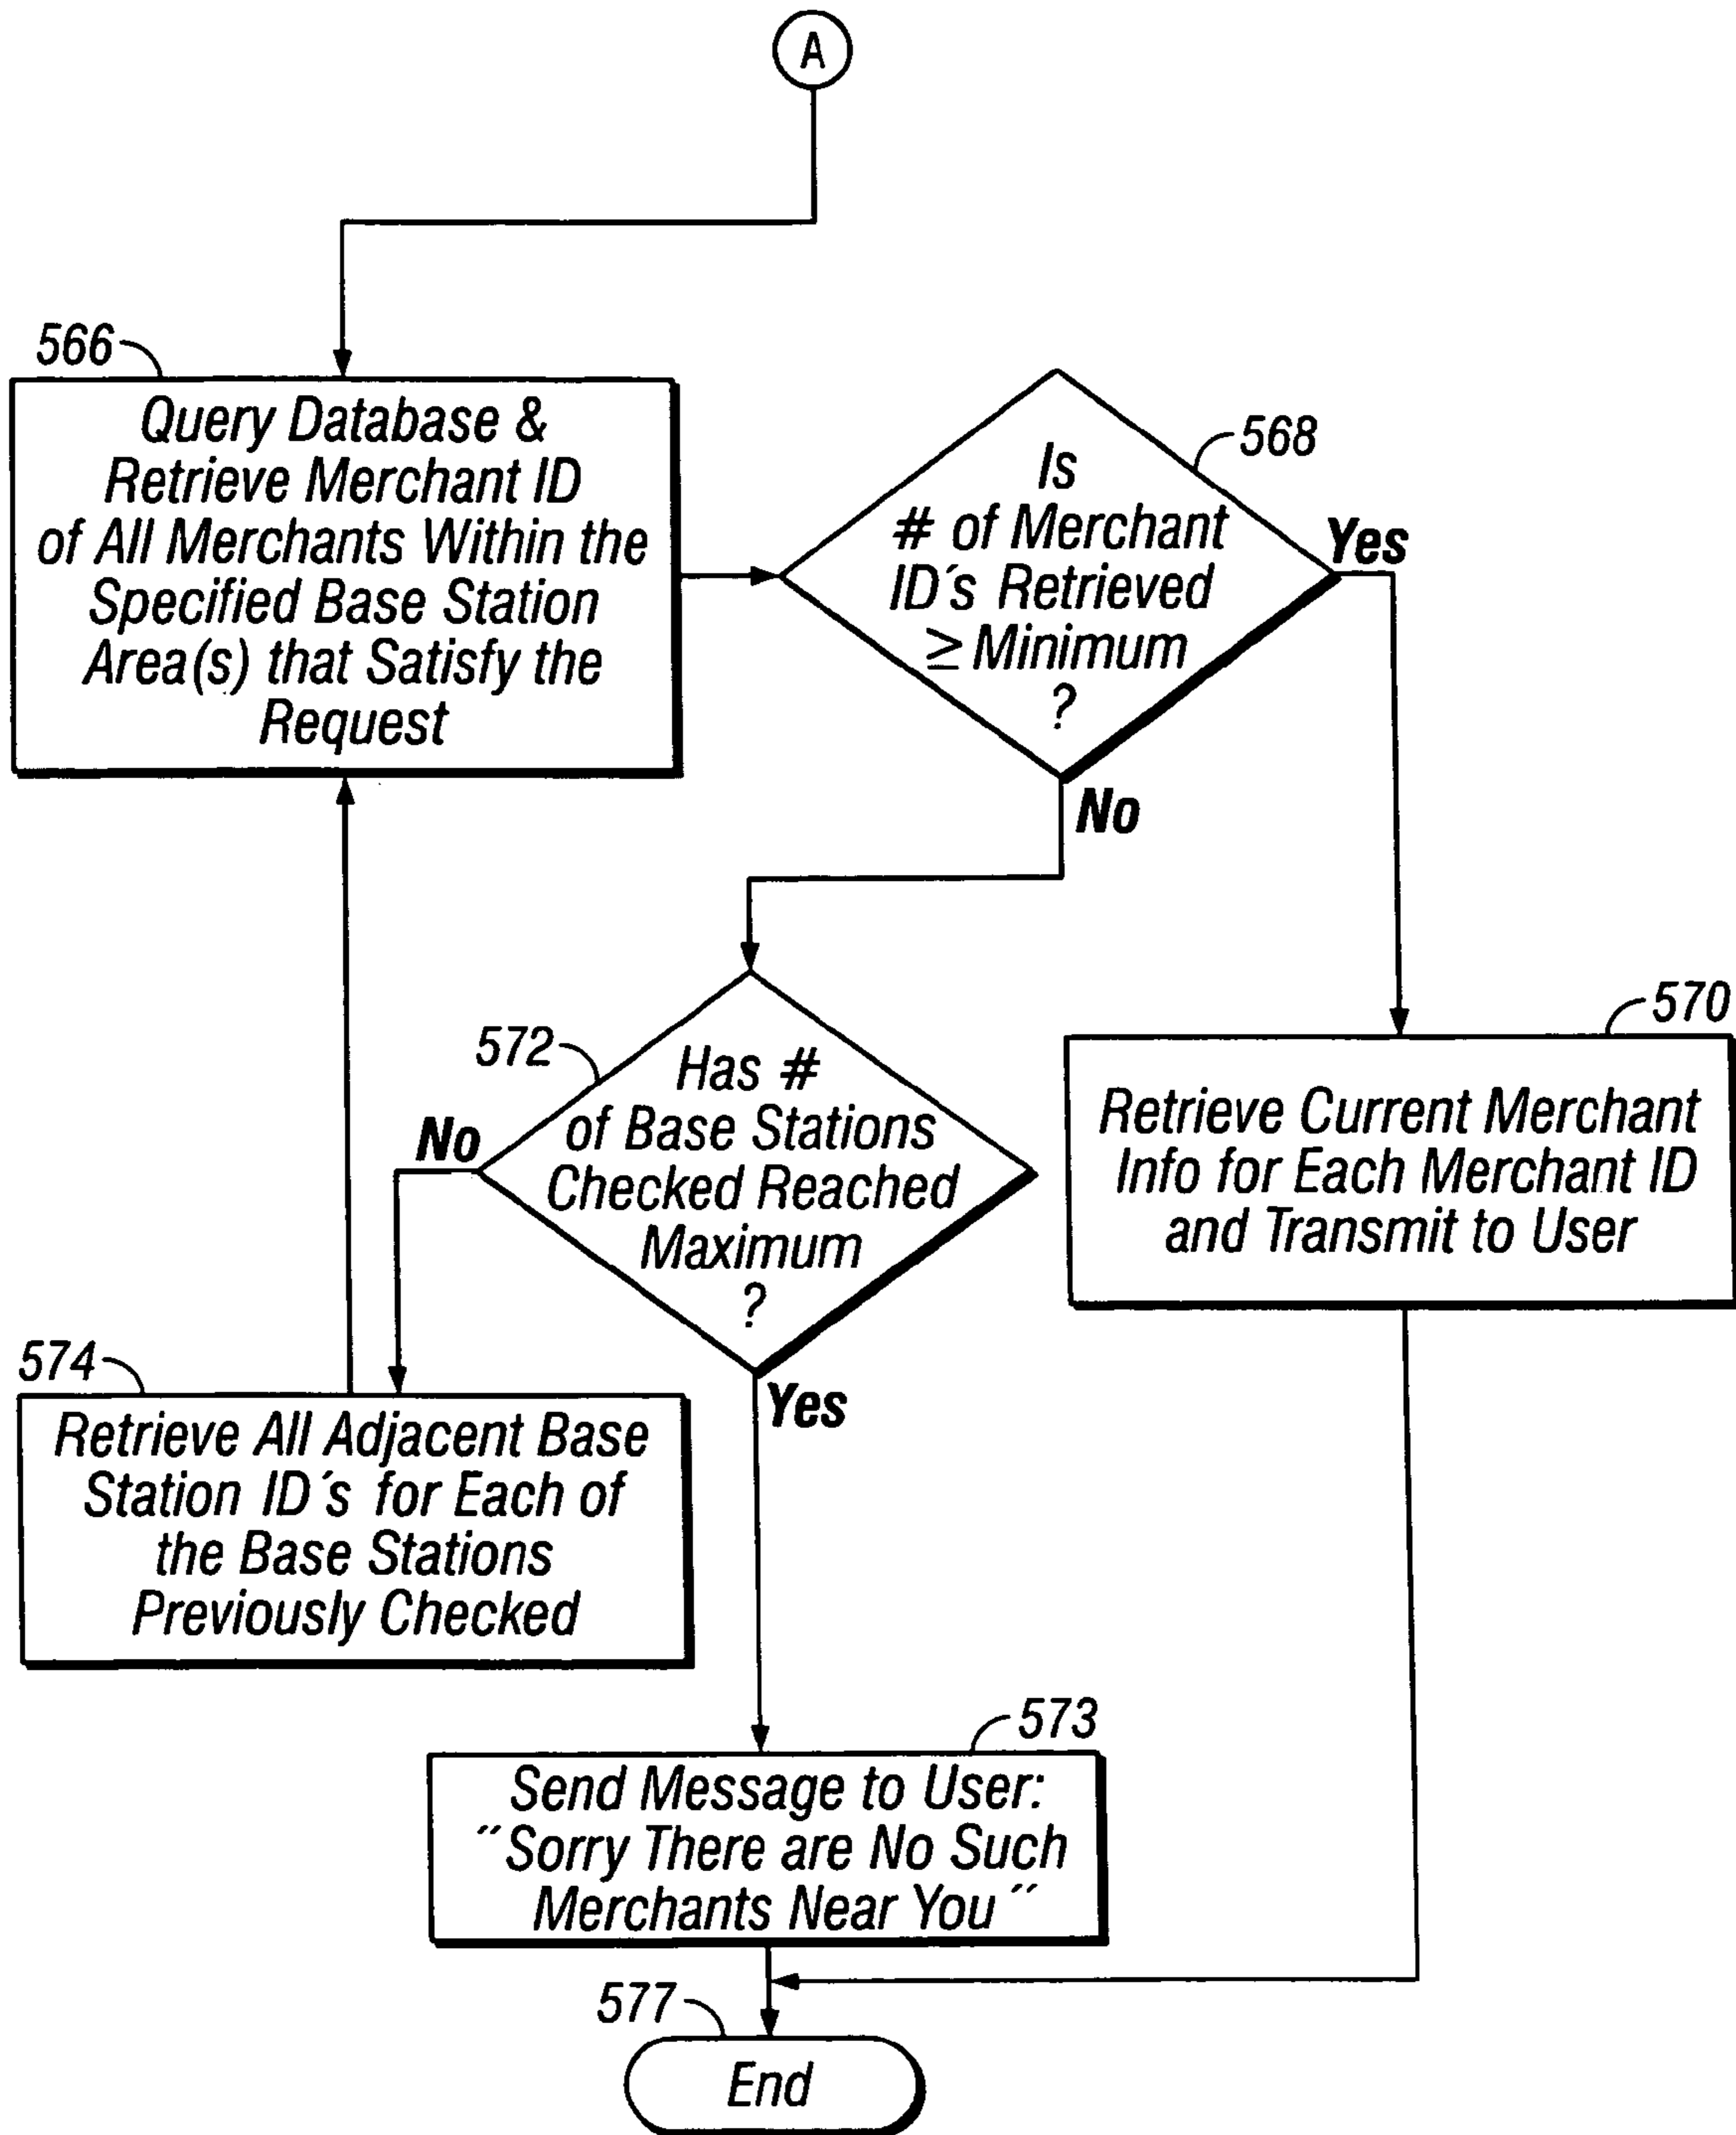 A
566
Query Database &
Retrieve Merchant ID
of All Merchants Within the
Specified Base Station
Area(s) that Satisfy the
Request
568
Is
# of Merchant
ID´s Retrieved
≥ Minimum
?
Yes
No
572
Has #
of Base Stations
Checked Reached
Maximum
?
No
Yes
570
Retrieve Current Merchant
Info for Each Merchant ID
and Transmit to User
574
Retrieve All Adjacent Base
Station ID´s for Each of
the Base Stations
Previously Checked
573
Send Message to User:
˝Sorry There are No Such
Merchants Near You˝
577
End